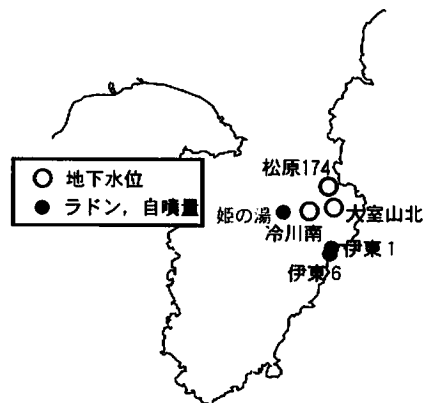 松原174
地下水位
ラドン，自噴量
姫の湯
大室山北
冷川南
伊東1
伊東6